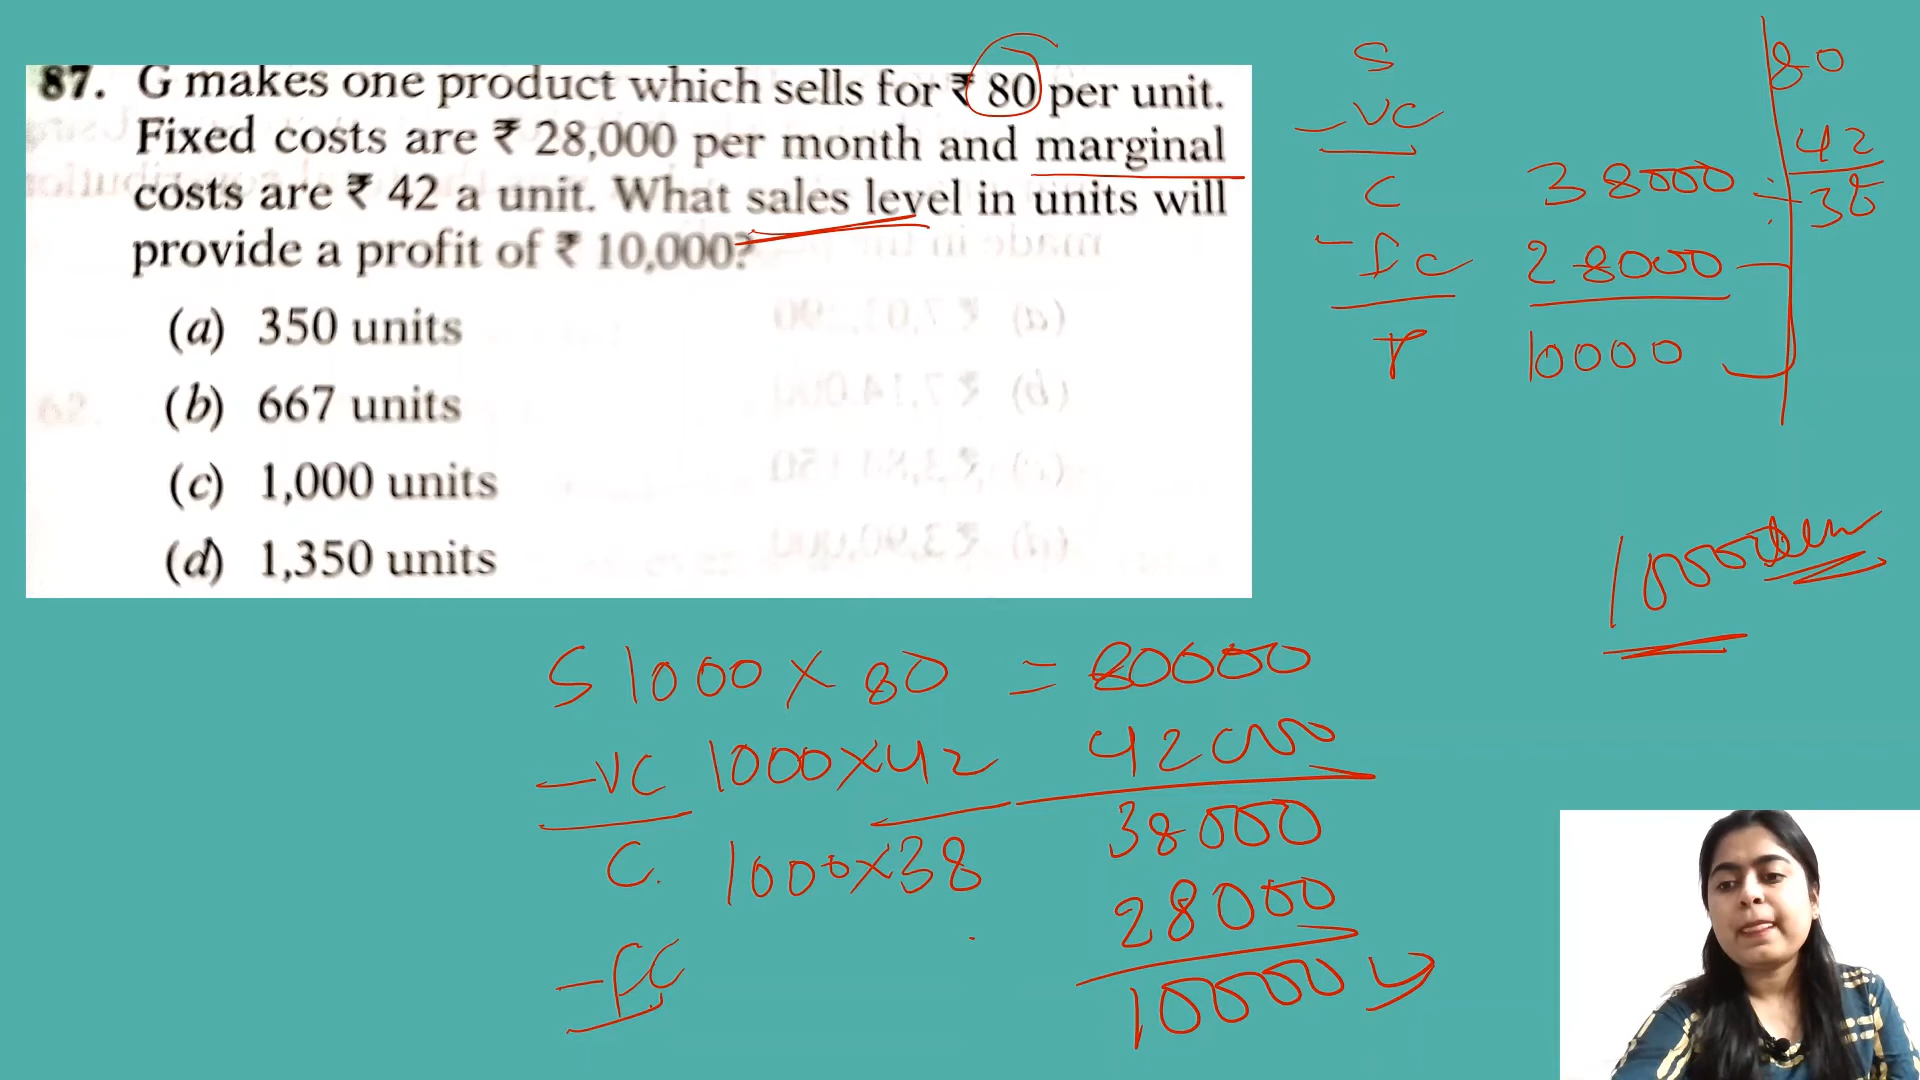 87. G makes one product which sells for ₹ 80 per unit.
Fixed costs are ₹ 28,000 per month and marginal
costs are ₹ 42 a unit. What sales level in units will
provide a profit of ₹ 10,000?
(a) 350 units
(b) 667 units
(c) 1,000 units
(d) 1,350 units
S 80
- VC 42
C 38000 ÷ 38
- FC 28000
P 10000
1000
S 1000 × 80 = 80000
- VC 1000 × 42 42000
C. 1000 × 38 38000
- FC 28000
10000